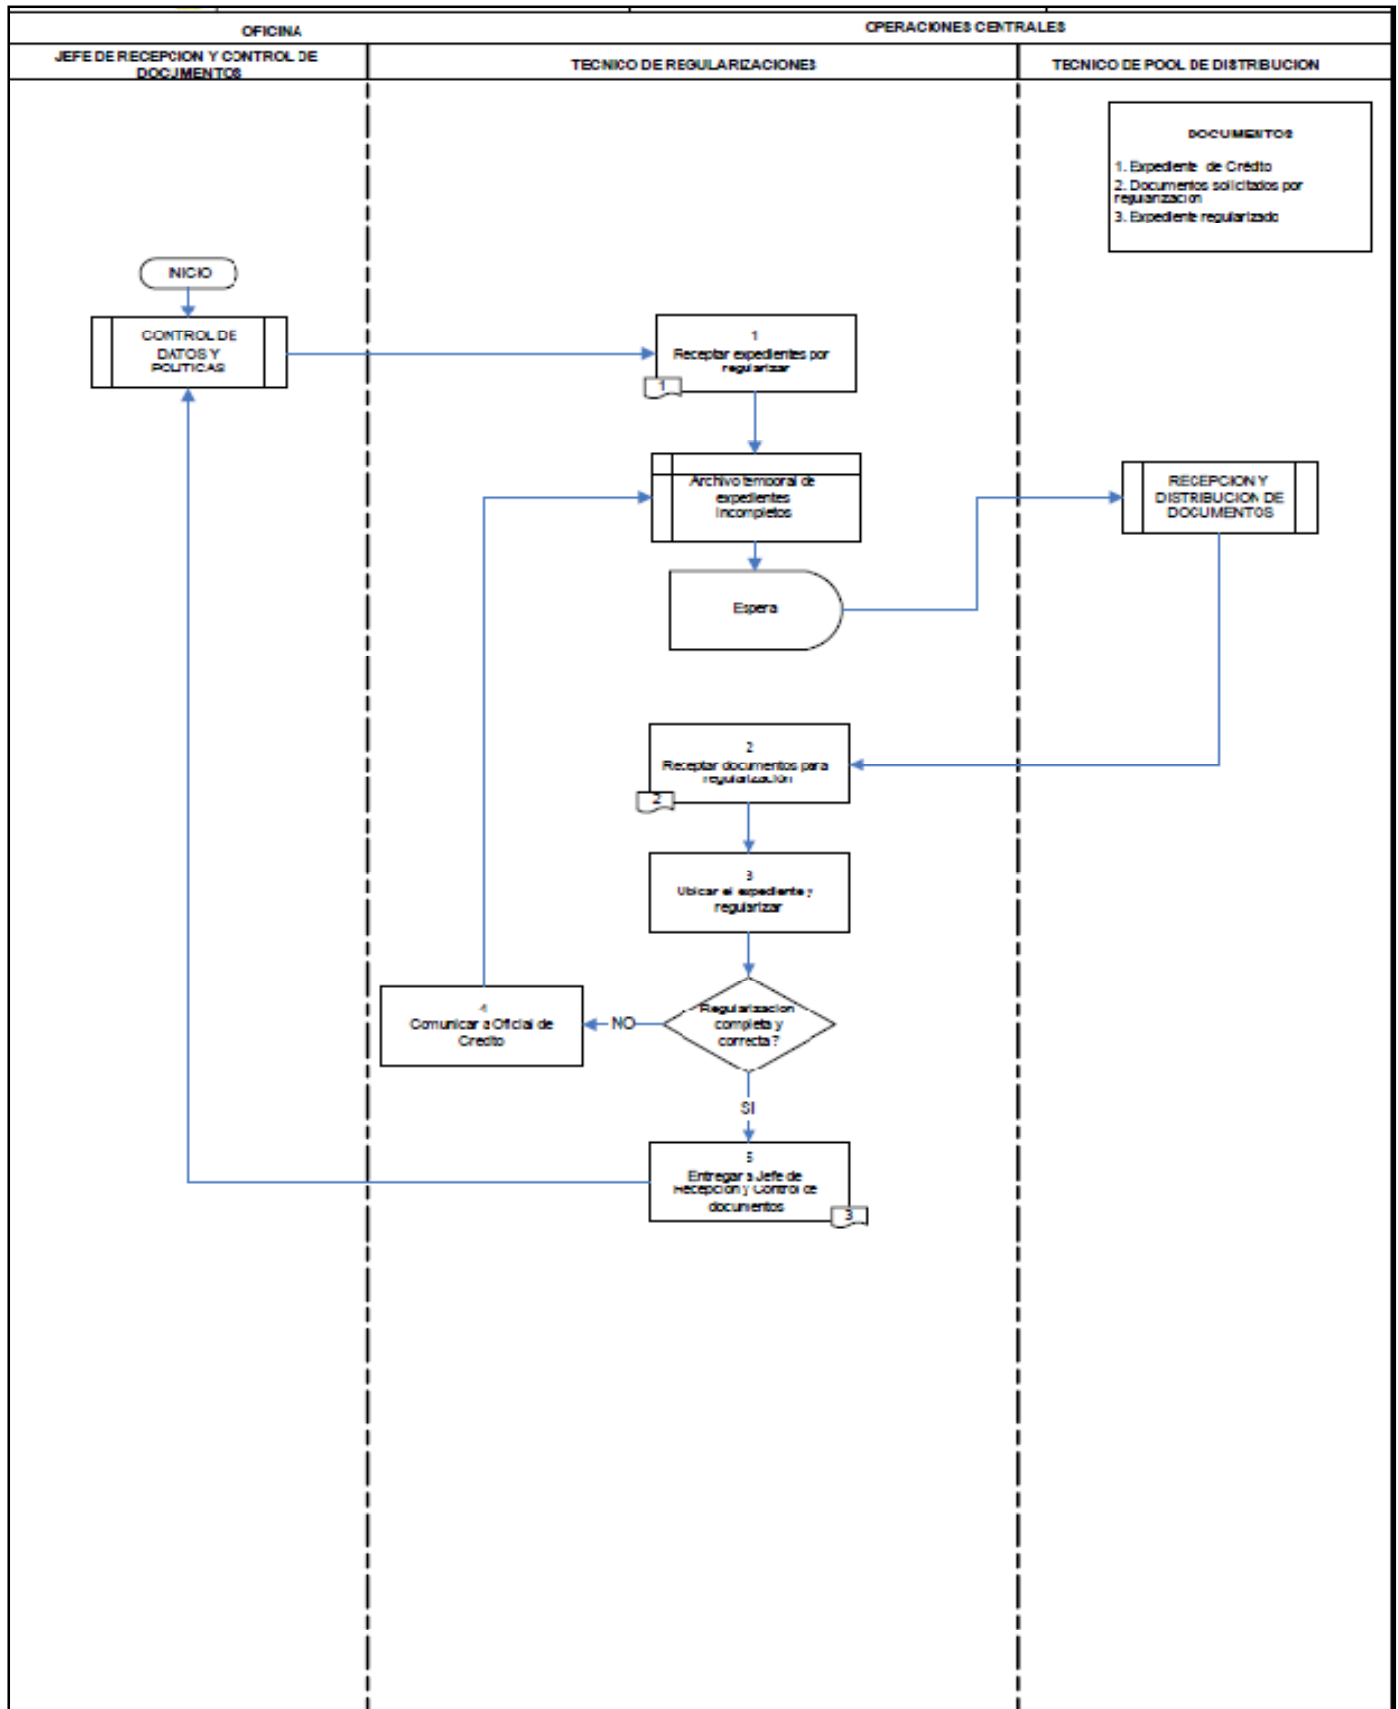 OFICINA
OPERACIONES CENTRALES
JEFE DE RECEPCION Y CONTROL DE
DOCUMENTOS
TECNICO DE REGULARIZACIONES
TECNICO DE POOL DE DISTRIBUCION
DOCUMENTOS
1. Expediente de Crédito
2. Documentos solicitados por
regularización
3. Expediente regularizado
INICIO
CONTROL DE
DATOS Y
POLITICAS
1
Receptar expedientes por
regularizar
1
Archivo temporal de
expedientes
Incompletos
RECEPCION Y
DISTRIBUCION DE
DOCUMENTOS
Espera
2
Receptar documentos para
regularización
2
3
Ubicar el expediente y
regularizar
4
Comunicar a Oficial de
Credito
NO
Regularizacion
completa y
correcta?
SI
5
Entregar a Jefe de
Recepcion y Control de
documentos
3